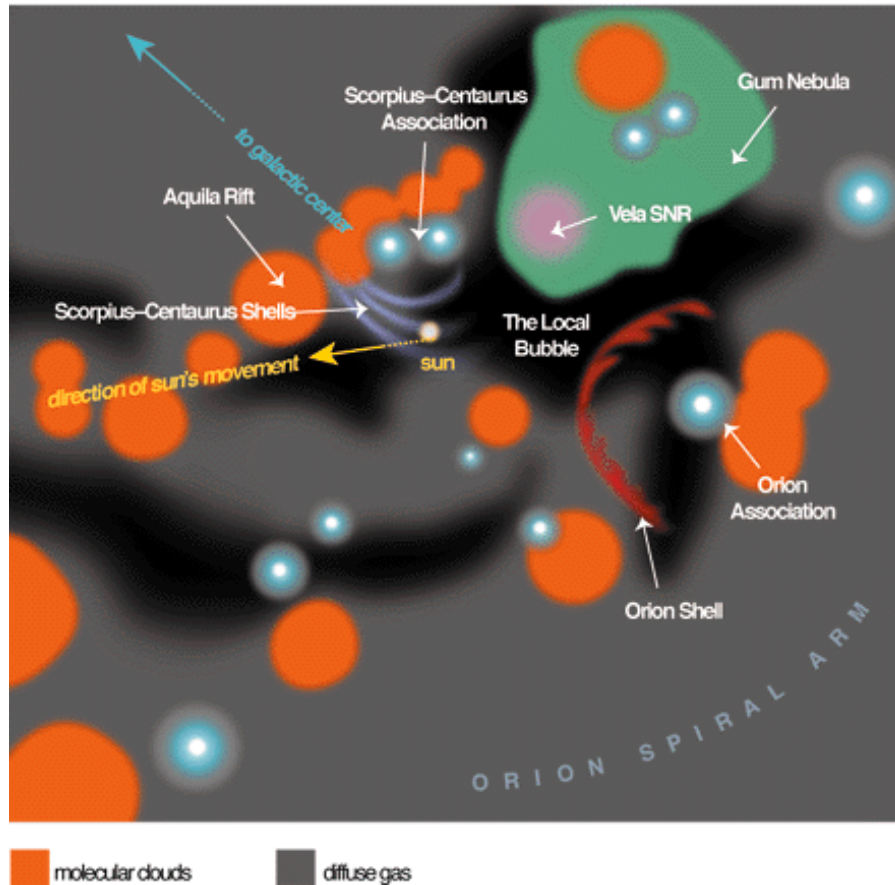 Gum Nebula
Scorpius–Centaurus
Association
to galactic center
Aquila Rift
Vela SNR
Scorpius–Centaurus Shells
The Local
Bubble
sun
direction of sun's movement
Orion
Association
Orion Shell
ORION SPIRAL ARM
molecular clouds
diffuse gas